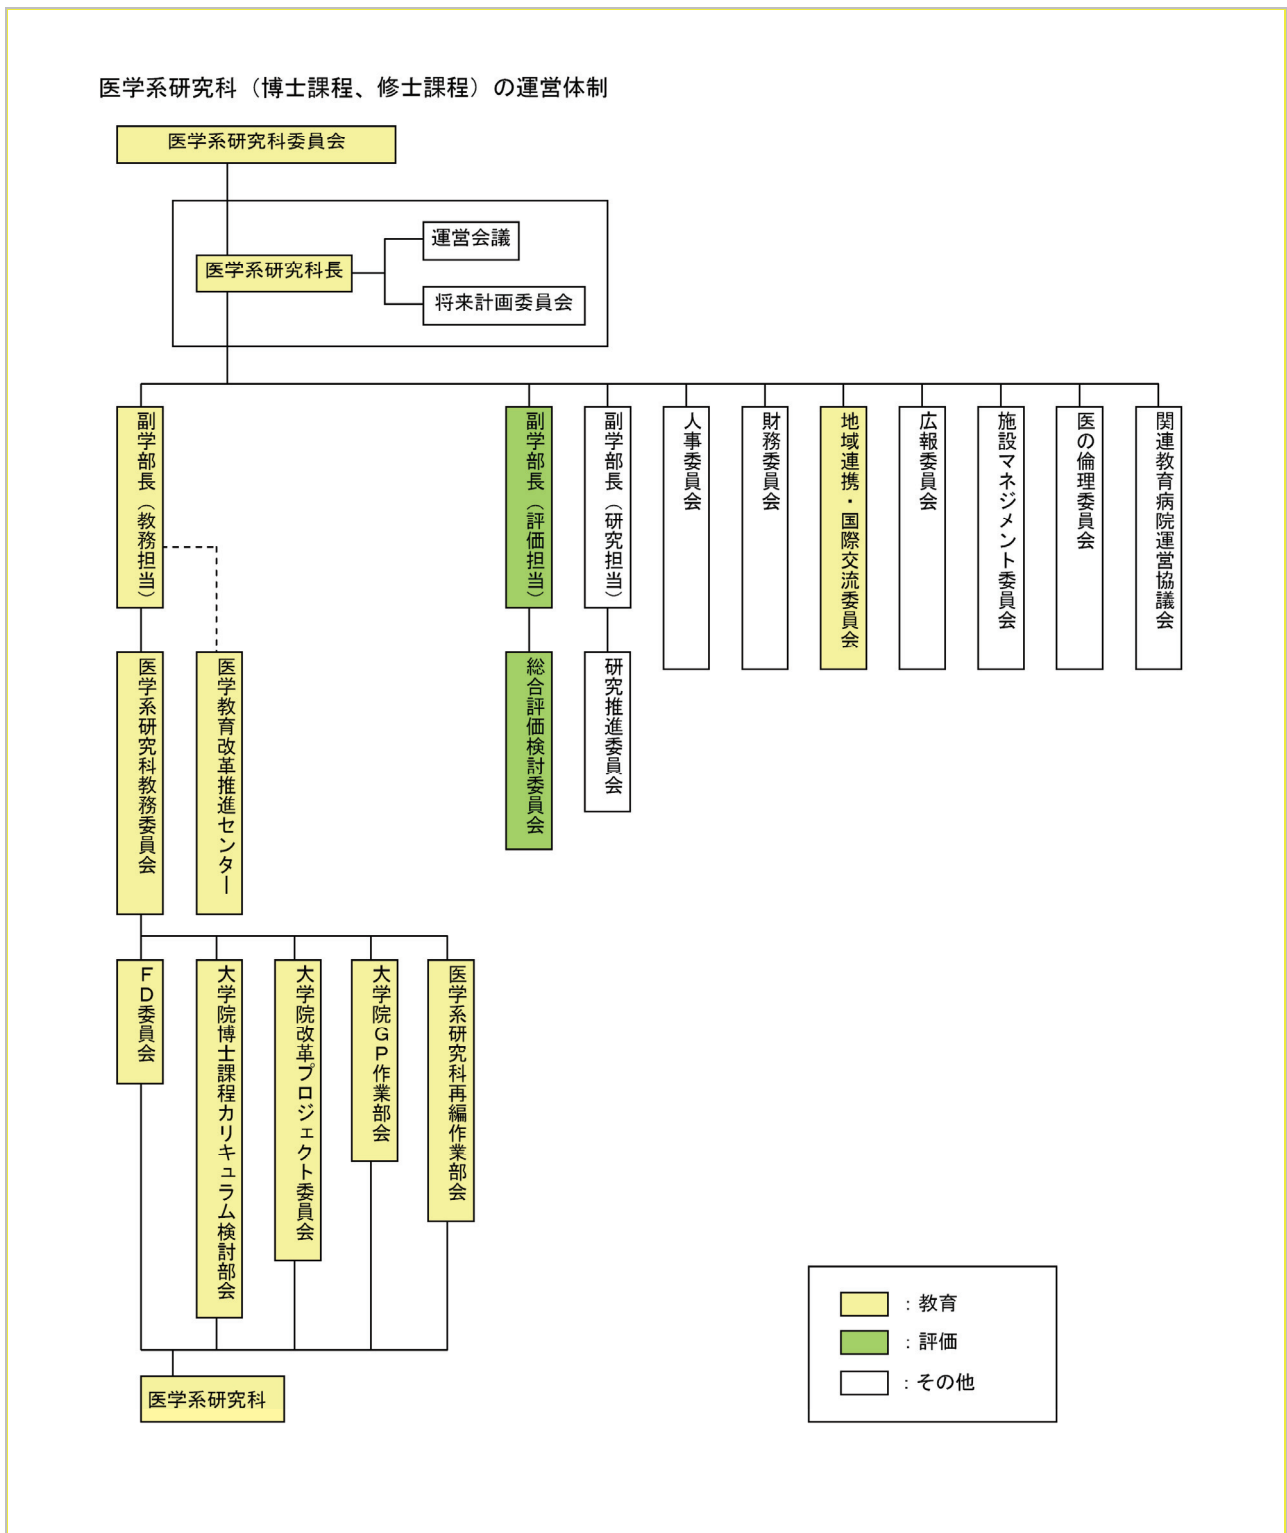 医学系研究科（博士課程、修士課程）の運営体制
医学系研究科委員会
運営会議
医学系研究科長
将来計画委員会
副学部長（教務担当）
副学部長（評価担当）
副学部長（研究担当）
人事委員会
財務委員会
地域連携・国際交流委員会
広報委員会
施設マネジメント委員会
医の倫理委員会
関連教育病院運営協議会
医学系研究科教務委員会
医学教育改革推進センター
総合評価検討委員会
研究推進委員会
ＦＤ委員会
大学院博士課程カリキュラム検討部会
大学院改革プロジェクト委員会
大学院ＧＰ作業部会
医学系研究科再編作業部会
医学系研究科
：教育
：評価
：その他